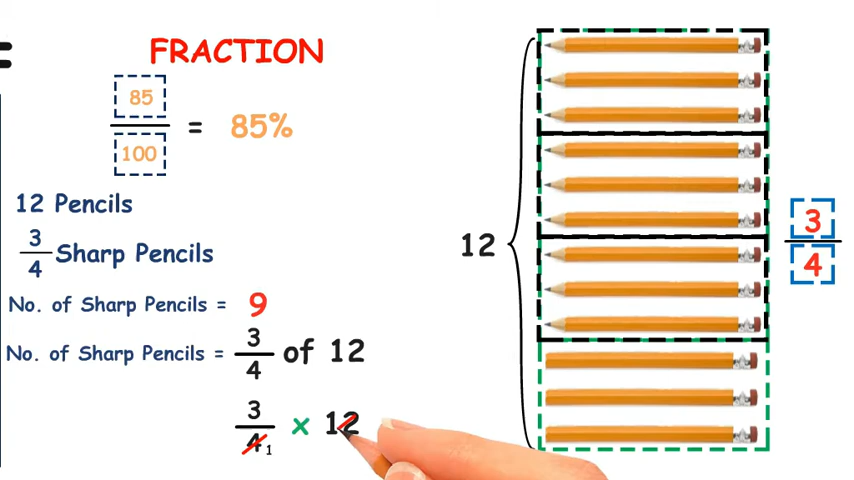 =
FRACTION
85
100
= 85%
12 Pencils
3
4
Sharp Pencils
No. of Sharp Pencils = 9
No. of Sharp Pencils =
3
4
of 12
3
4 1
x 12
12
3
4